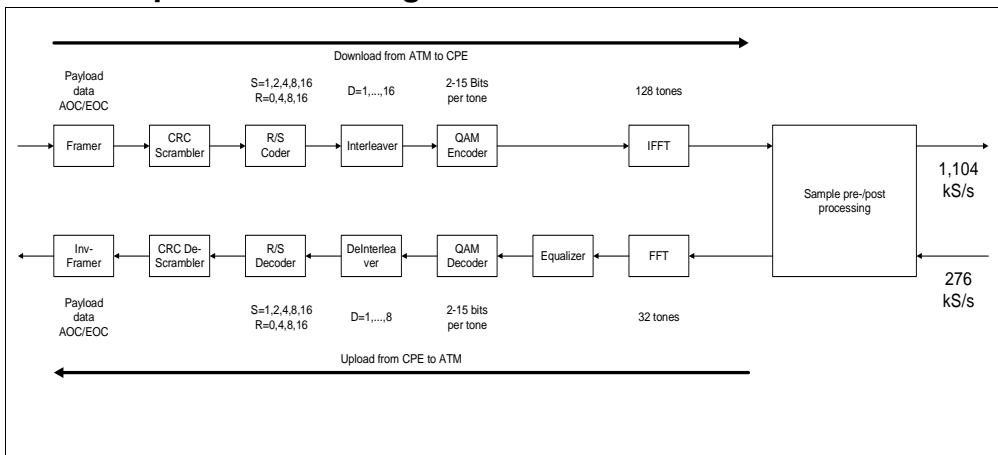 Download from ATM to CPE
Payload
data
AOC/EOC
S=1,2,4,8,16
R=0,4,8,16
D=1,...,16
2-15 Bits
per tone
128 tones
Framer
CRC
Scrambler
R/S
Coder
Interleaver
QAM
Encoder
IFFT
Sample pre-/post
processing
1,104
kS/s
Inv-
Framer
CRC De-
Scrambler
R/S
Decoder
DeInterlea
ver
QAM
Decoder
Equalizer
FFT
276
kS/s
Payload
data
AOC/EOC
S=1,2,4,8,16
R=0,4,8,16
D=1,...,8
2-15 bits
per tone
32 tones
Upload from CPE to ATM